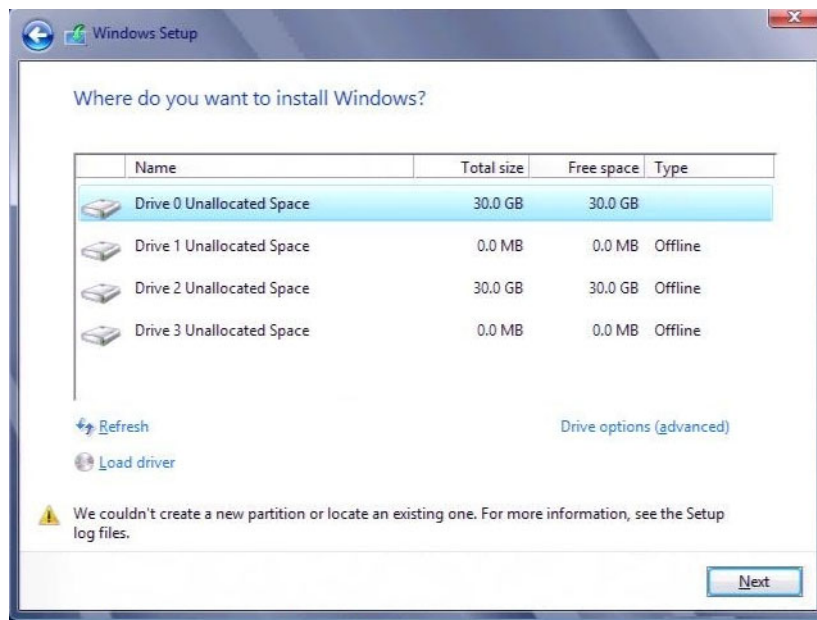 Windows Setup
Where do you want to install Windows?
Name Total size Free space Type
Drive 0 Unallocated Space 30.0 GB 30.0 GB
Drive 1 Unallocated Space 0.0 MB 0.0 MB Offline
Drive 2 Unallocated Space 30.0 GB 30.0 GB Offline
Drive 3 Unallocated Space 0.0 MB 0.0 MB Offline
Refresh Drive options (advanced)
Load driver
We couldn't create a new partition or locate an existing one. For more information, see the Setup
log files.
Next